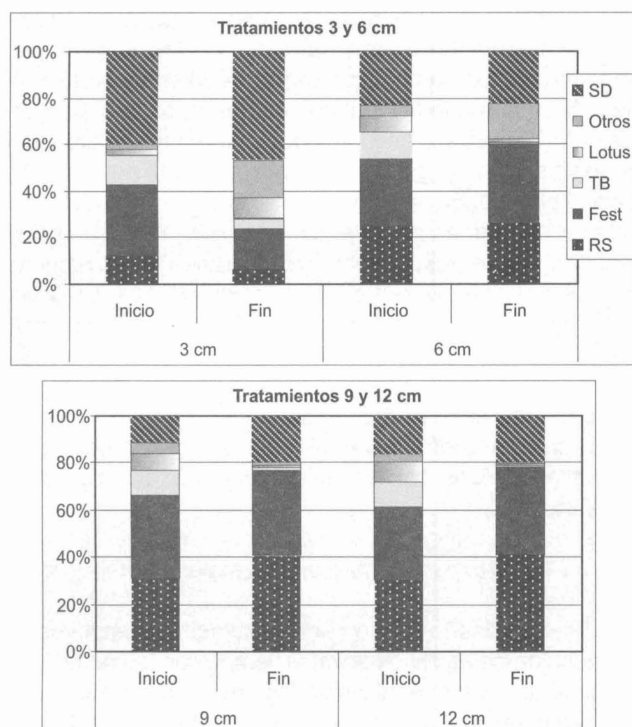 Tratamientos 3 y 6 cm
100%
80%
60%
40%
20%
0%
SD
Otros
Lotus
TB
Fest
RS
Inicio Fin Inicio Fin
3 cm 6 cm
Tratamientos 9 y 12 cm
100%
80%
60%
40%
20%
0%
Inicio Fin Inicio Fin
9 cm 12 cm